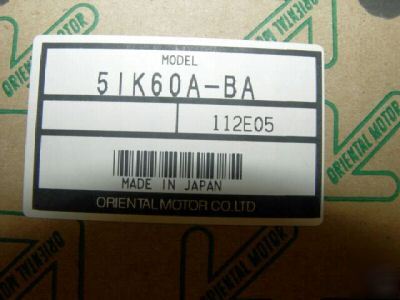 MODEL
5IK60A-BA
112E05
MADE IN JAPAN
ORIENTAL MOTOR CO.LTD
ORIENTAL MOTOR
ORIENTAL MOTOR